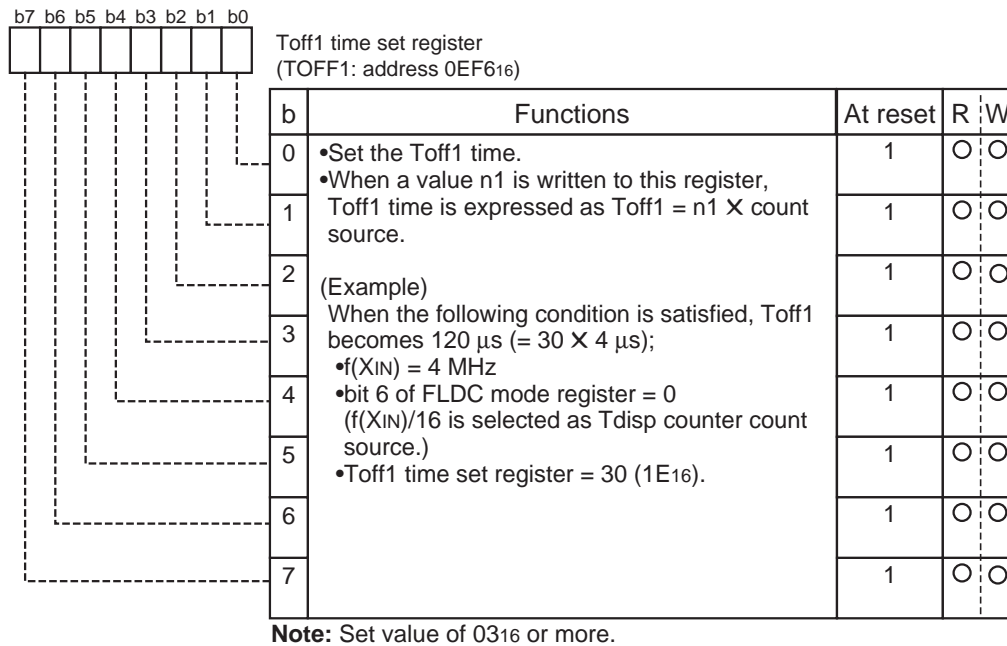 b7 b6 b5 b4 b3 b2 b1 b0
Toff1 time set register
(TOFF1: address 0EF616)
b Functions At reset R W
0 •Set the Toff1 time. 1 O O
•When a value n1 is written to this register,
1 Toff1 time is expressed as Toff1 = n1 X count 1 O O
source.
2 (Example) 1 O O
When the following condition is satisfied, Toff1
3 becomes 120 μs (= 30 X 4 μs); 1 O O
•f(XIN) = 4 MHz
4 •bit 6 of FLDC mode register = 0 1 O O
(f(XIN)/16 is selected as Tdisp counter count
5 source.) 1 O O
•Toff1 time set register = 30 (1E16).
6 1 O O
7 1 O O
Note: Set value of 0316 or more.